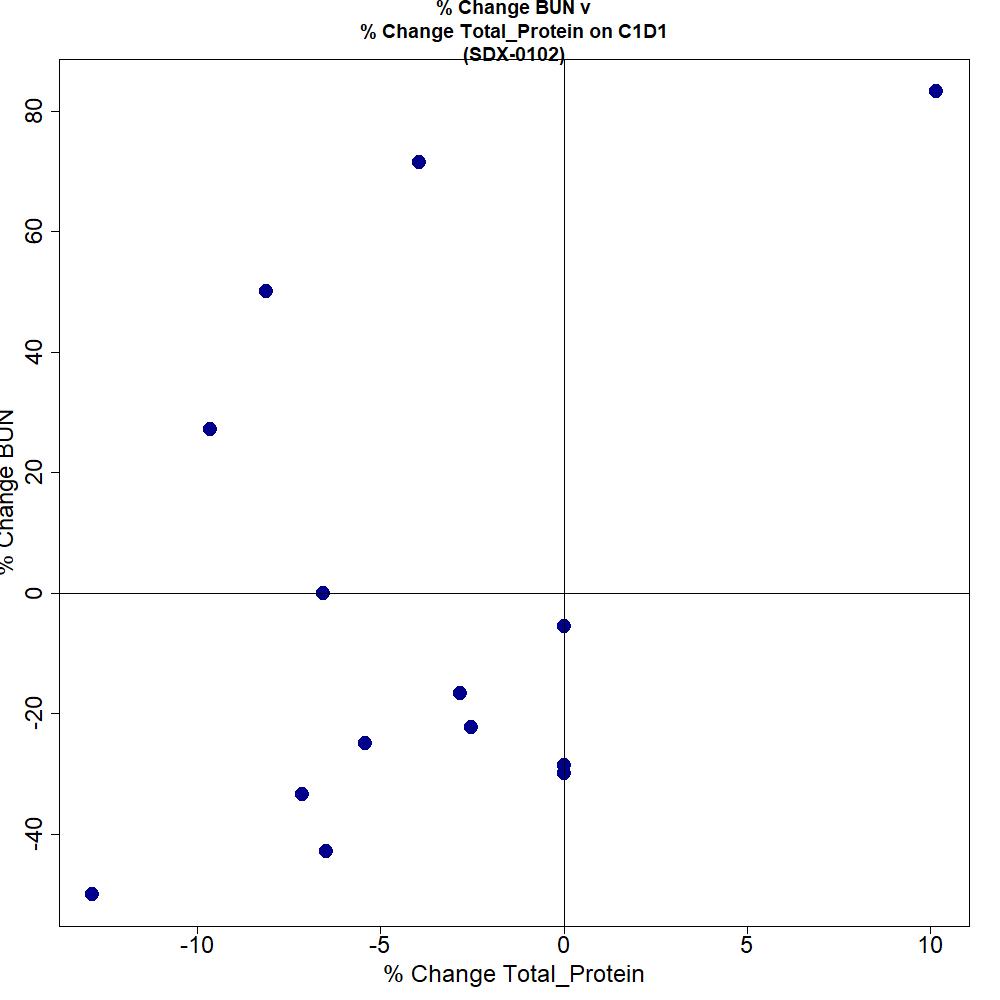 % Change BUN v
% Change Total_Protein on C1D1
(SDX-0102)
80
60
40
20
0
-20
-40
% Change BUN
-10
-5
0
5
10
% Change Total_Protein